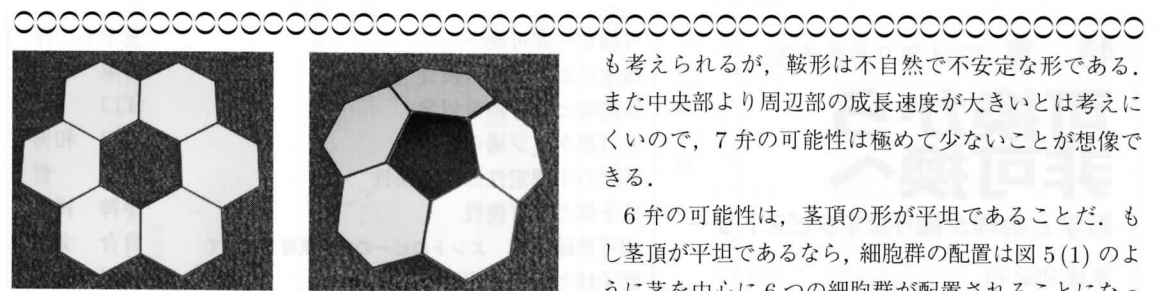 も考えられるが，鞍形は不自然で不安定な形である．
また中央部より周辺部の成長速度が大きいとは考えに
くいので，7 弁の可能性は極めて少ないことが想像で
きる．
6 弁の可能性は，茎頂の形が平坦であることだ．も
し茎頂が平坦であるなら，細胞群の配置は図 5 (1) のよ
うに茎を中心に 6 つの細胞群が配置されることになっ